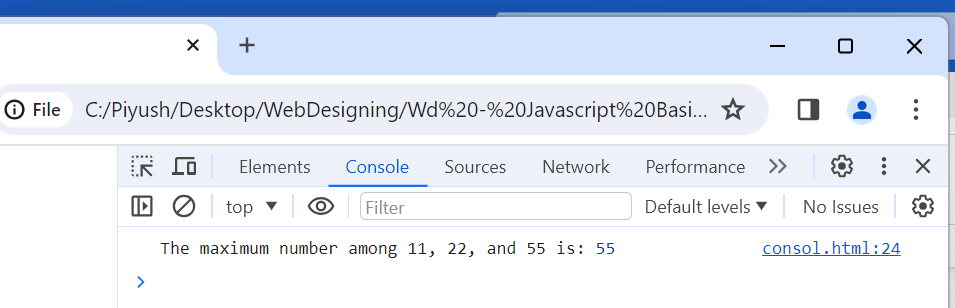 File C:/Piyush/Desktop/WebDesigning/Wd%20-%20Javascript%20Basi...
Elements Console Sources Network Performance
top Filter Default levels No Issues
The maximum number among 11, 22, and 55 is: 55 consol.html:24